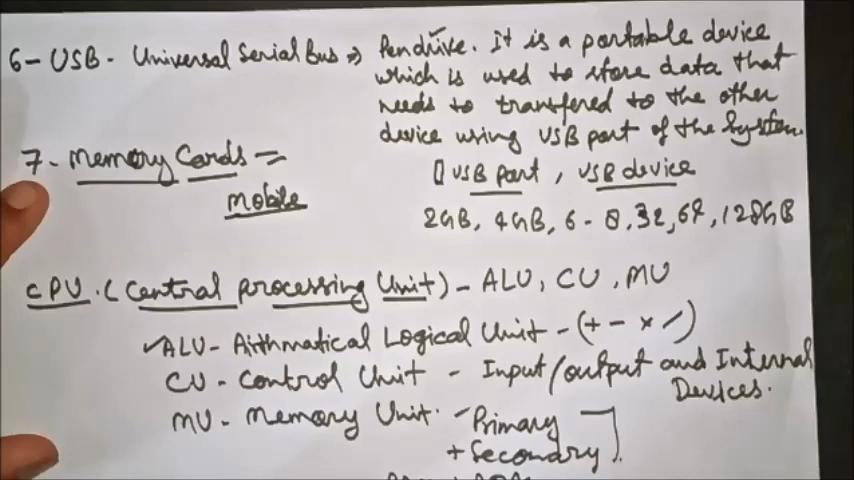 6- USB - Universal Serial Bus => Pendrive. It is a portable device
which is used to store data that
needs to transfered to the other
device using USB port of the System.
7- Memory Cards =
Mobile
USB port, USB device
2GB, 4GB, 6-8, 32, 64, 128GB
CPU. (Central processing Unit) - ALU, CU, MU
ALU- Airthmatical Logical Unit - (+ - × /)
CU - Control Unit - Input/output and Internal
Devices.
MU- Memory Unit. - Primary
+ Secondary